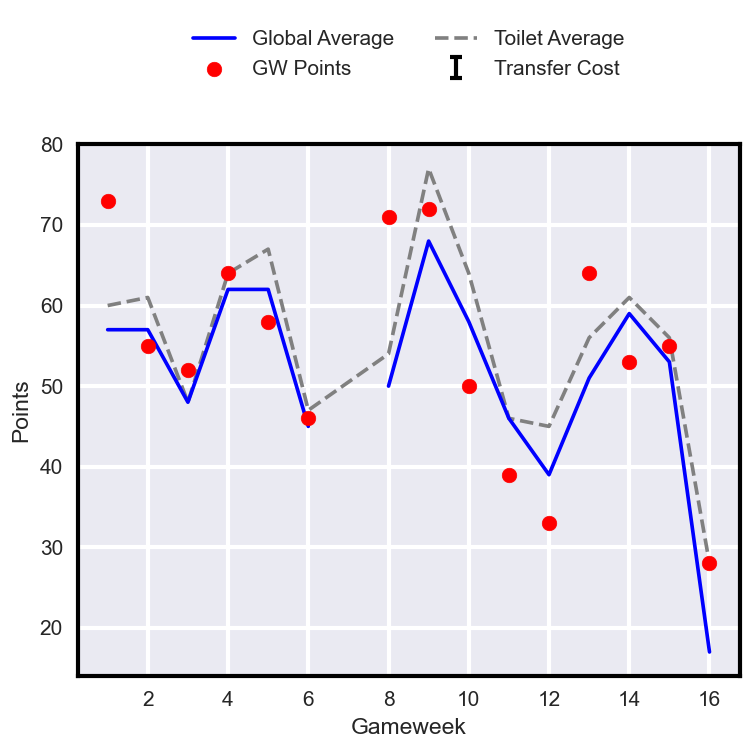 Global Average
GW Points
Toilet Average
Transfer Cost
80
70
60
50
40
30
20
Points
2 4 6 8 10 12 14 16
Gameweek